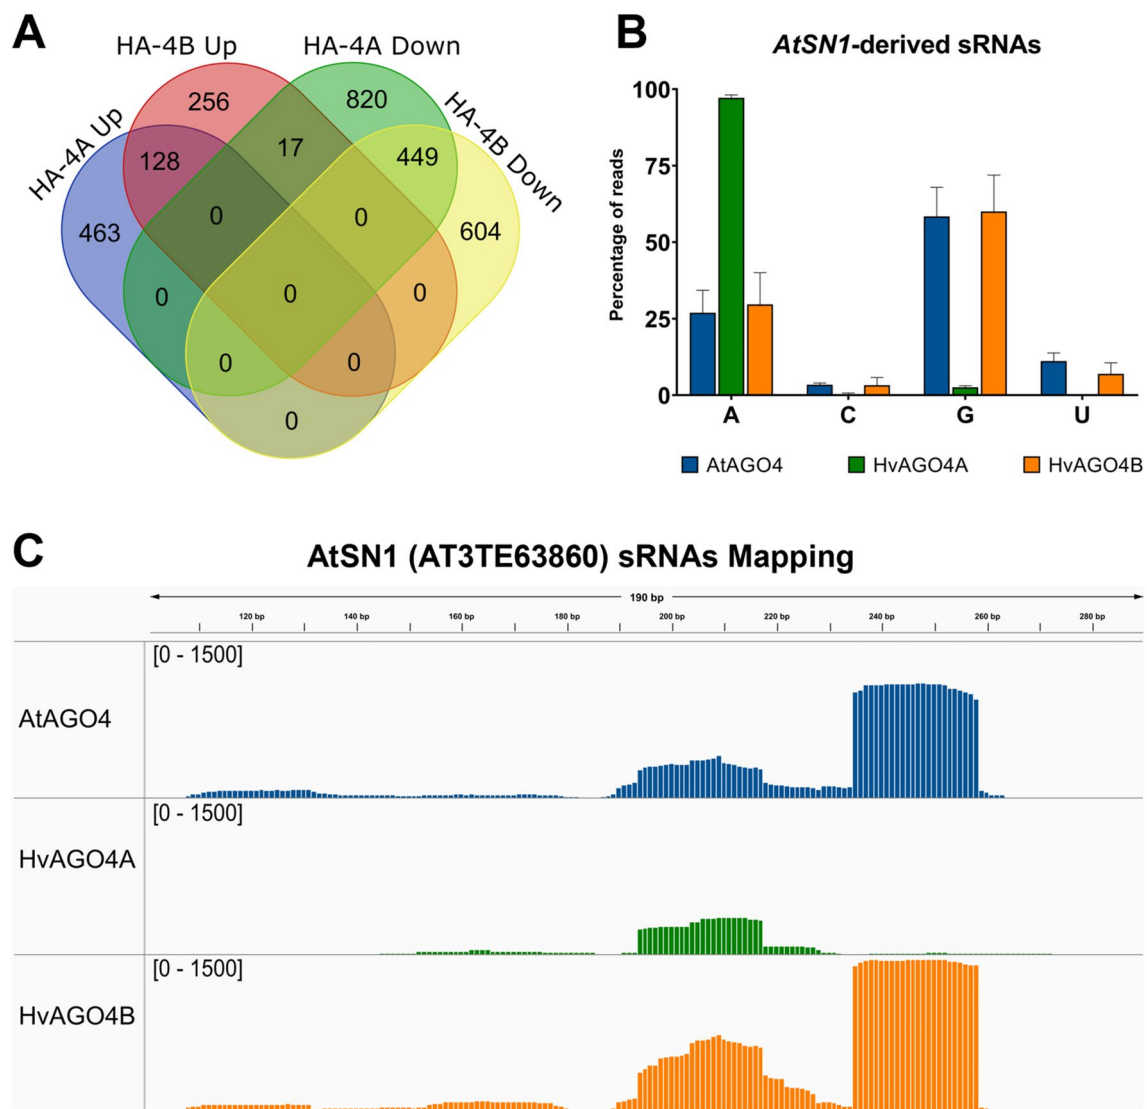 A
HA-4A Up
HA-4B Up
HA-4A Down
HA-4B Down
256
820
17
128
449
0
0
463
604
0
0
0
0
0
0
B
AtSN1-derived sRNAs
Percentage of reads
100
75
50
25
0
A C G U
AtAGO4 HvAGO4A HvAGO4B
C
AtSN1 (AT3TE63860) sRNAs Mapping
190 bp
120 bp 140 bp 160 bp 180 bp 200 bp 220 bp 240 bp 260 bp 280 bp
[0 - 1500]
AtAGO4
[0 - 1500]
HvAGO4A
[0 - 1500]
HvAGO4B